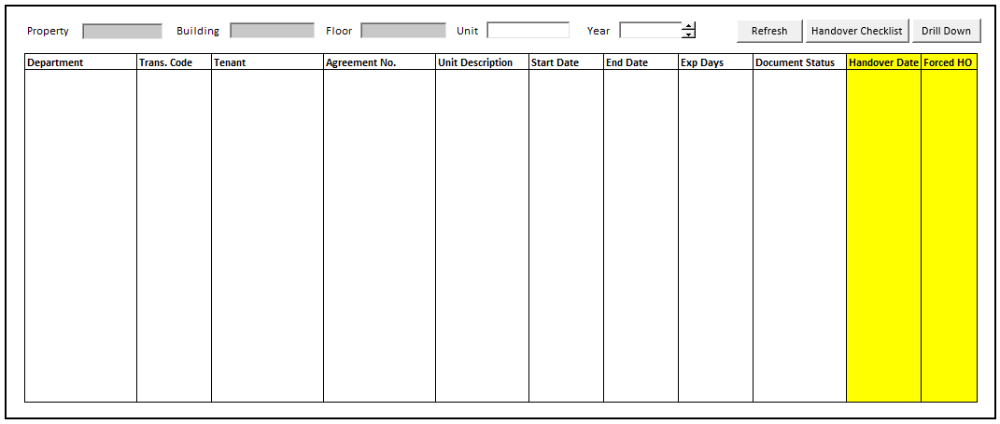 Property Building Floor Unit Year Refresh Handover Checklist Drill Down
Department Trans. Code Tenant Agreement No. Unit Description Start Date End Date Exp Days Document Status Handover Date Forced HO